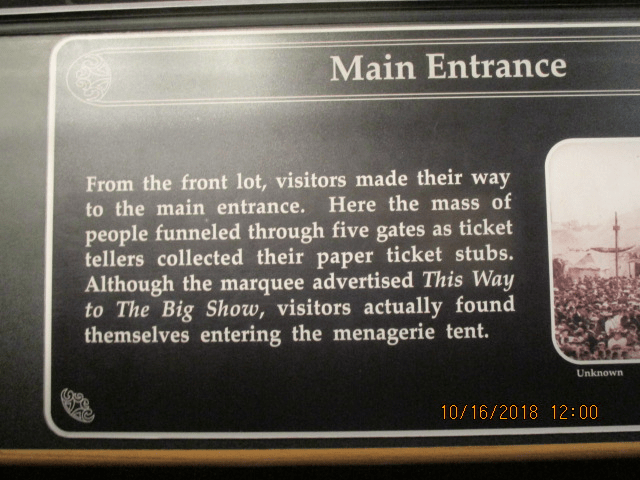 Main Entrance
From the front lot, visitors made their way
to the main entrance. Here the mass of
people funneled through five gates as ticket
tellers collected their paper ticket stubs.
Although the marquee advertised This Way
to The Big Show, visitors actually found
themselves entering the menagerie tent.
Unknown
10/16/2018 12:00